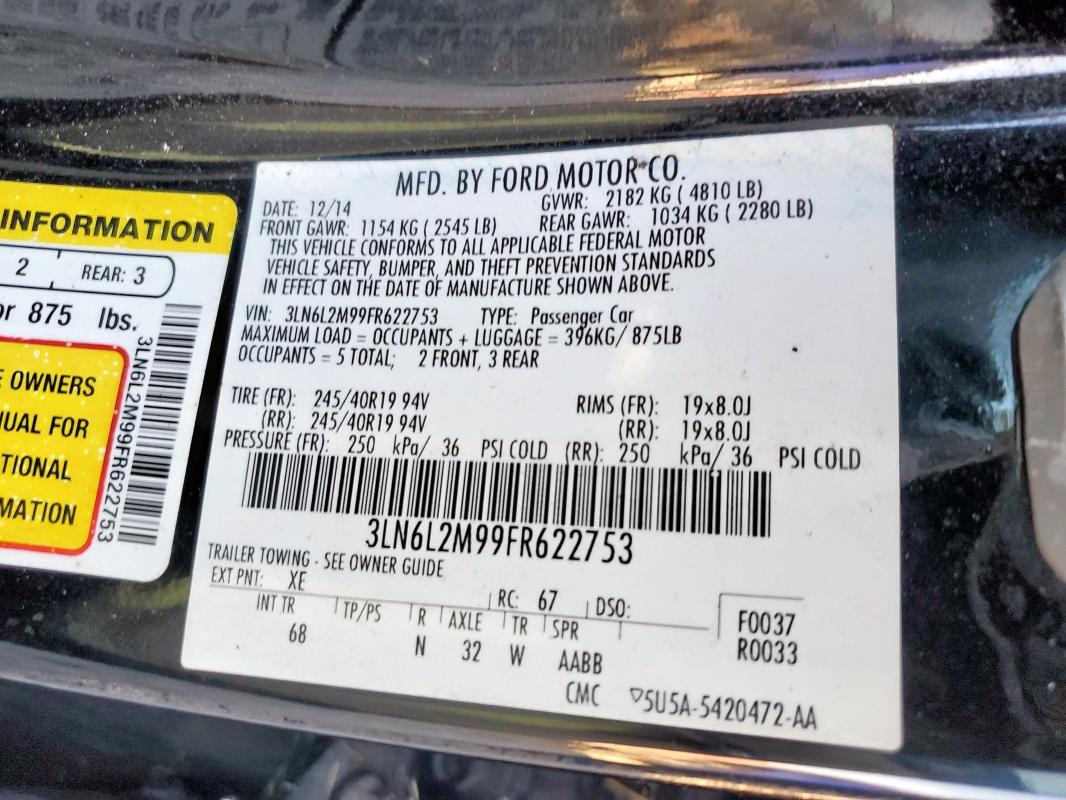 INFORMATION
2 REAR: 3
or 875 lbs.
OWNERS
FOR
3LN6L2M99FR622753
MFD. BY FORD MOTOR CO.
DATE: 12/14 GVWR: 2182 KG ( 4810 LB)
FRONT GAWR: 1154 KG ( 2545 LB) REAR GAWR: 1034 KG ( 2280 LB)
THIS VEHICLE CONFORMS TO ALL APPLICABLE FEDERAL MOTOR
VEHICLE SAFETY, BUMPER, AND THEFT PREVENTION STANDARDS
IN EFFECT ON THE DATE OF MANUFACTURE SHOWN ABOVE.
VIN: 3LN6L2M99FR622753 TYPE: Passenger Car
MAXIMUM LOAD = OCCUPANTS + LUGGAGE = 396KG/ 875LB
OCCUPANTS = 5 TOTAL; 2 FRONT, 3 REAR
TIRE (FR): 245/40R19 94V RIMS (FR): 19x8.0J
(RR): 245/40R19 94V (RR): 19x8.0J
PRESSURE (FR): 250 kPa/ 36 PSI COLD (RR): 250 kPa/ 36 PSI COLD
3LN6L2M99FR622753
TRAILER TOWING - SEE OWNER GUIDE
EXT PNT: XE RC: 67 DSO: F0037
INT TR TP/PS R AXLE TR SPR R0033
68 N 32 W AABB
CMC ▽5U5A-5420472-AA